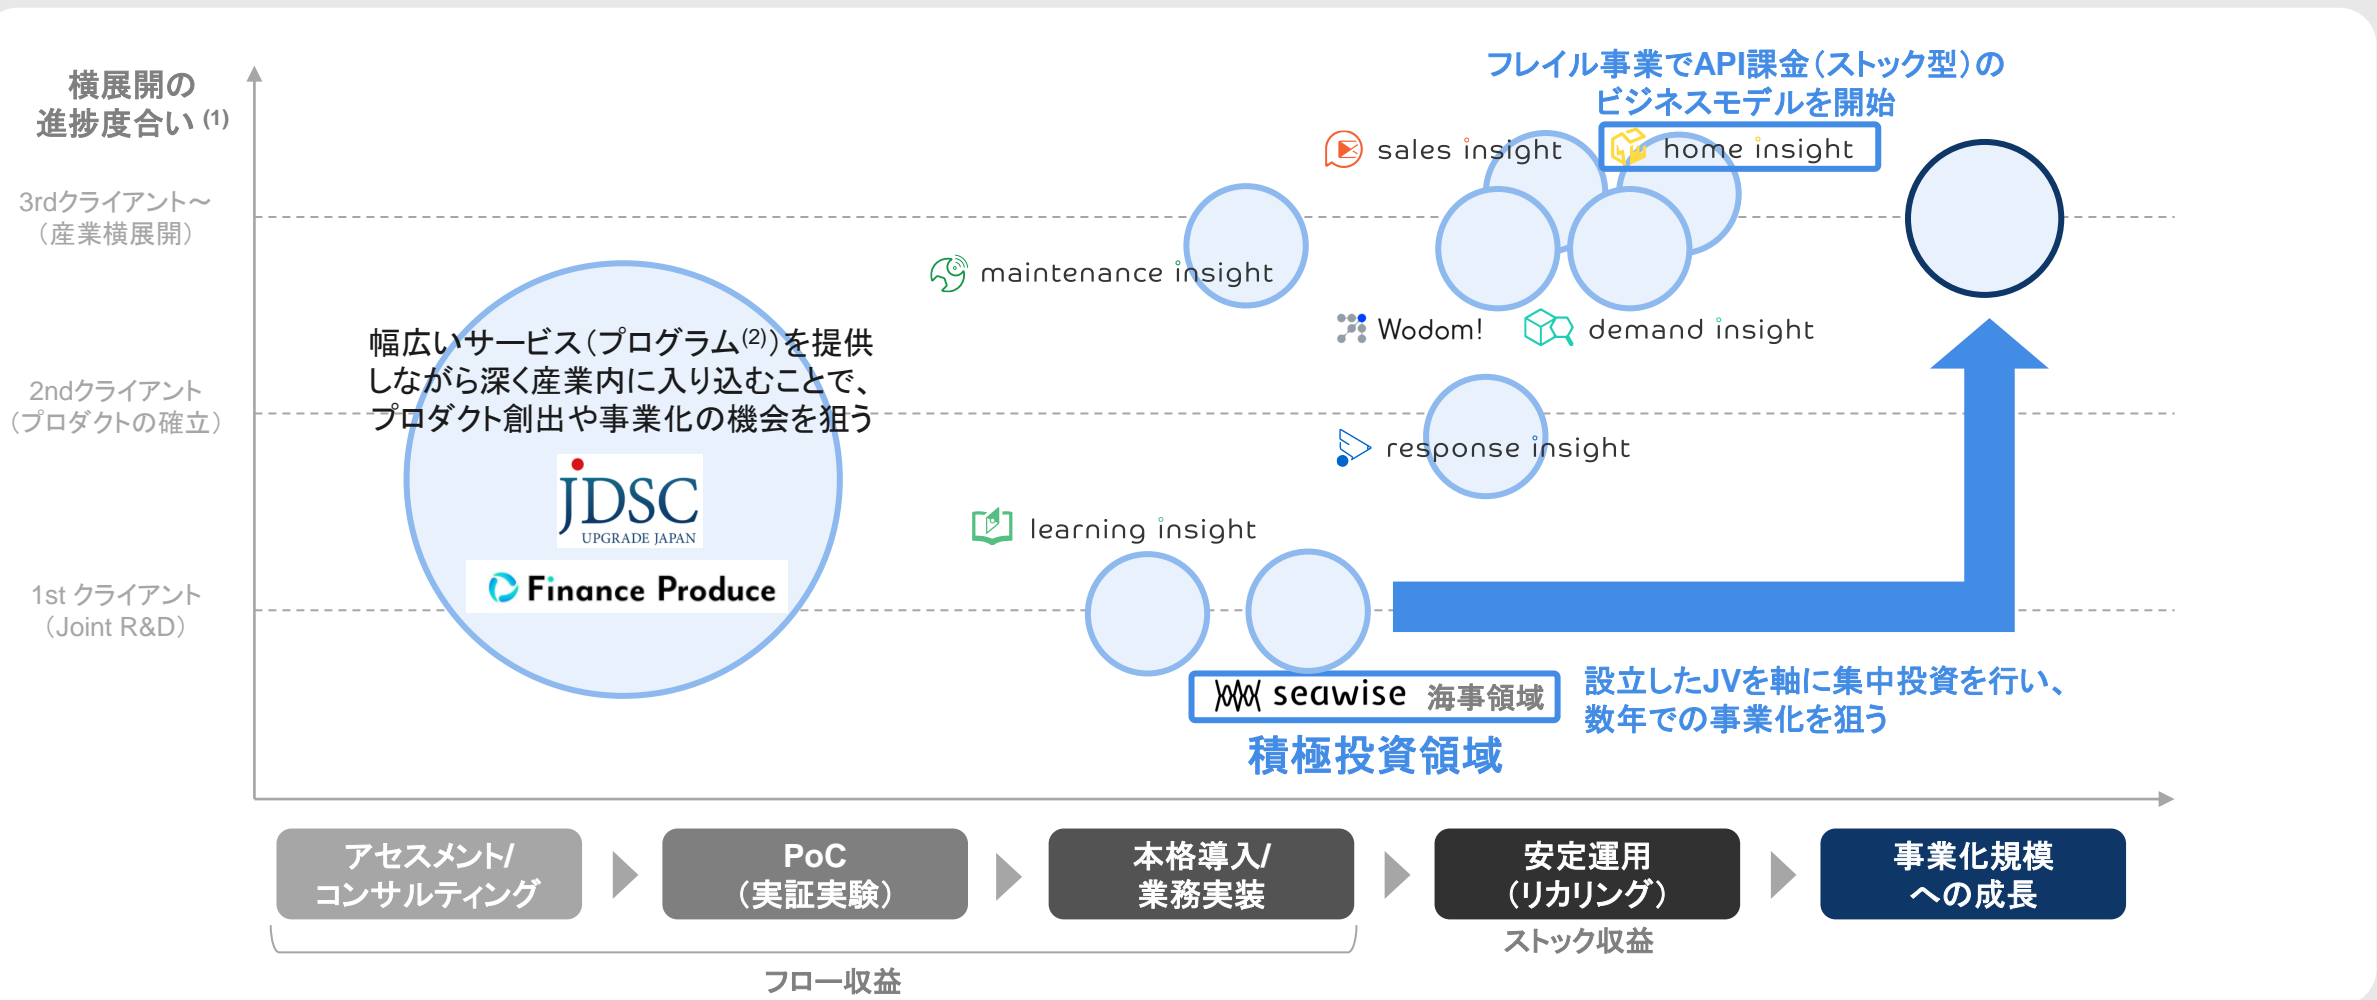 横展開の
進捗度合い (1)
フレイル事業でAPI課金（ストック型）の
ビジネスモデルを開始
sales insight
home insight
3rdクライアント～
（産業横展開）
maintenance insight
Wodom!
demand insight
幅広いサービス（プログラム(2)）を提供
しながら深く産業内に入り込むことで、
プロダクト創出や事業化の機会を狙う
2ndクライアント
（プロダクトの確立）
response insight
JDSC
UPGRADE JAPAN
learning insight
Finance Produce
1st クライアント
（Joint R&D）
seawise 海事領域
設立したJVを軸に集中投資を行い、
数年での事業化を狙う
積極投資領域
アセスメント/
コンサルティング
PoC
（実証実験）
本格導入/
業務実装
安定運用
（リカリング）
事業化規模
への成長
ストック収益
フロー収益